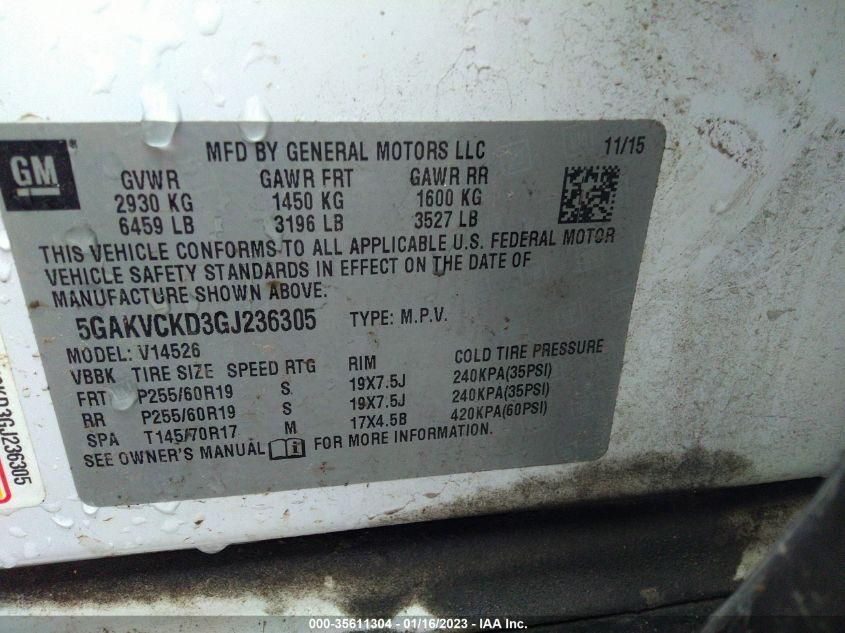 GM
MFD BY GENERAL MOTORS LLC 11/15
GVWR GAWR FRT GAWR RR
2930 KG 1450 KG 1600 KG
6459 LB 3196 LB 3527 LB
THIS VEHICLE CONFORMS TO ALL APPLICABLE U.S. FEDERAL MOTOR
VEHICLE SAFETY STANDARDS IN EFFECT ON THE DATE OF
MANUFACTURE SHOWN ABOVE.
5GAKVCKD3GJ236305 TYPE: M.P.V.
MODEL: V14526
VBBK TIRE SIZE SPEED RTG RIM COLD TIRE PRESSURE
FRT P255/60R19 S 19X7.5J 240KPA(35PSI)
RR P255/60R19 S 19X7.5J 240KPA(35PSI)
SPA T145/70R17 M 17X4.5B 420KPA(60PSI)
SEE OWNER'S MANUAL FOR MORE INFORMATION.
000-35611304 - 01/16/2023 - IAA Inc.